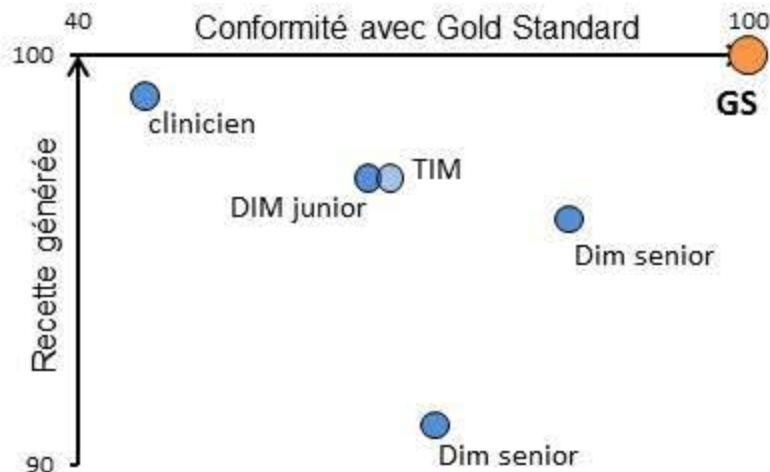 40
Conformité avec Gold Standard
100
100
GS
clinicien
TIM
DIM junior
Dim senior
Recette générée
Dim senior
90